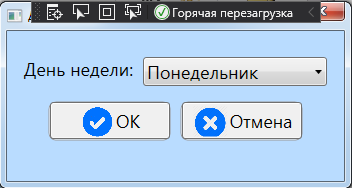 Горячая перезагрузка
День недели: Понедельник
OK Отмена